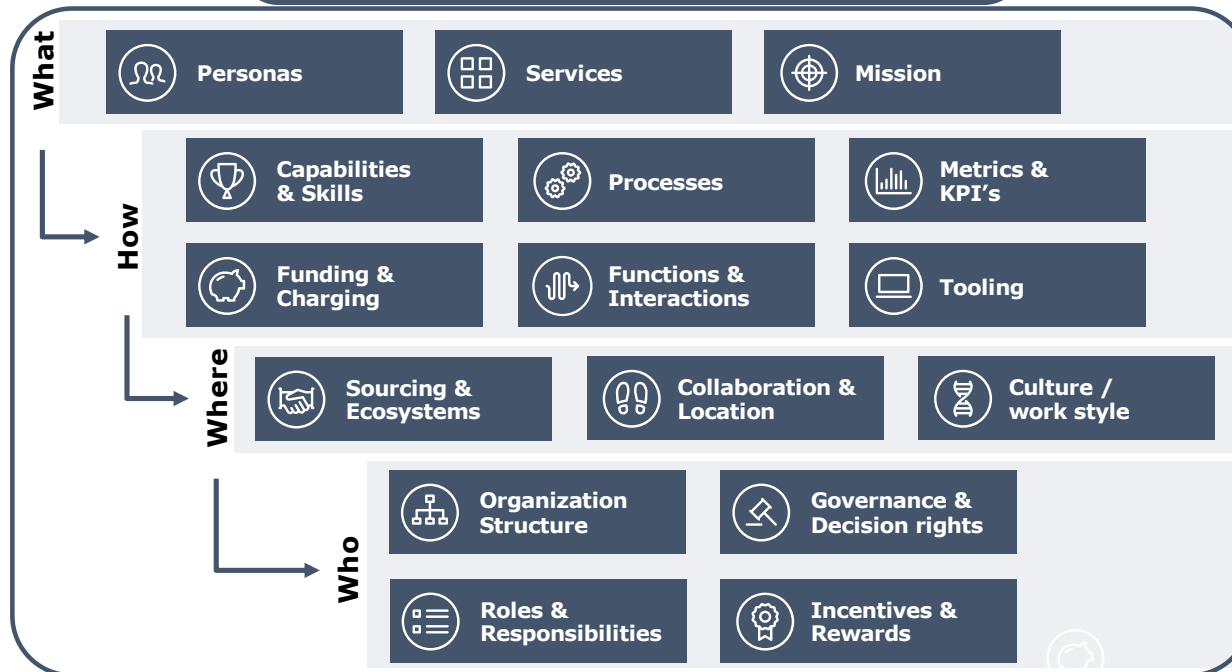 What
Personas
Services
Mission
How
Capabilities
& Skills
Processes
Metrics &
KPI's
Funding &
Charging
Functions &
Interactions
Tooling
Where
Sourcing &
Ecosystems
Collaboration &
Location
Culture /
work style
Who
Organization
Structure
Governance &
Decision rights
Roles &
Responsibilities
Incentives &
Rewards